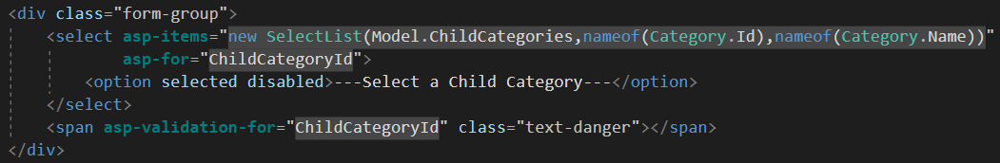 <div class="form-group">
<select asp-items="new SelectList(Model.ChildCategories,nameof(Category.Id),nameof(Category.Name))"
asp-for="ChildCategoryId">
<option selected disabled>---Select a Child Category---</option>
</select>
<span asp-validation-for="ChildCategoryId" class="text-danger"></span>
</div>